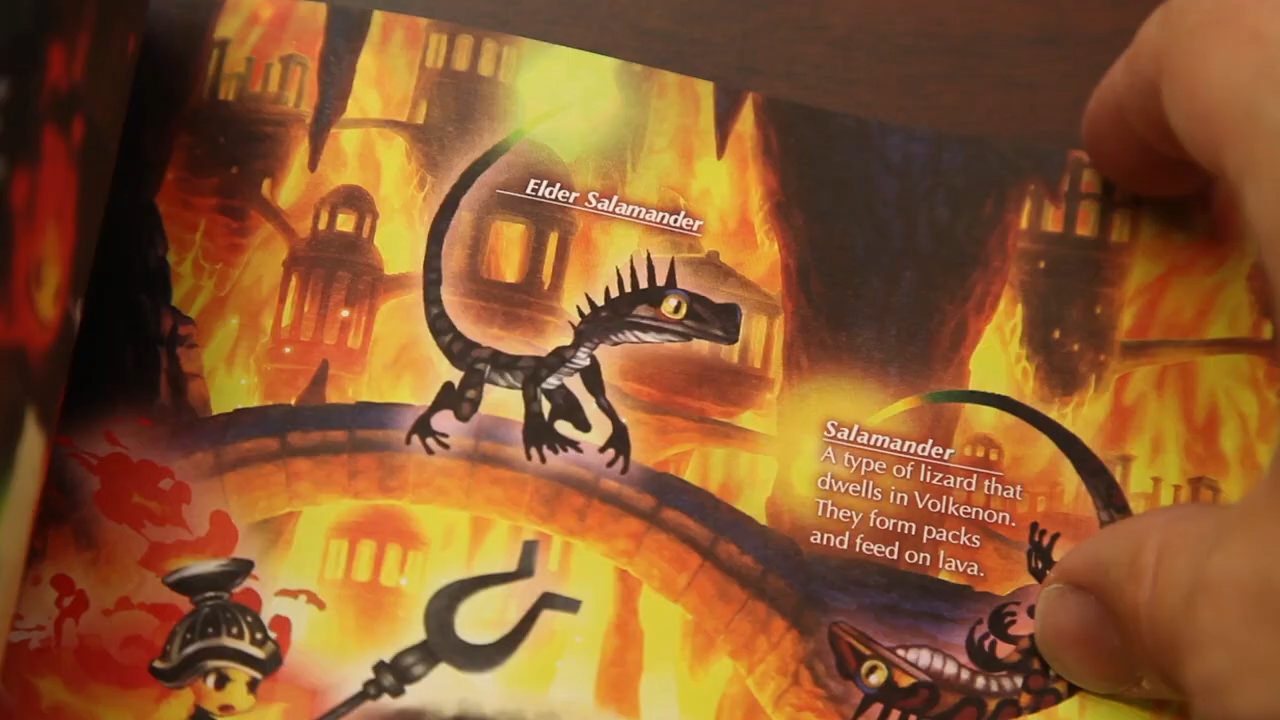 Elder Salamander
Salamander
A type of lizard that
dwells in Volkenon.
They form packs
and feed on lava.